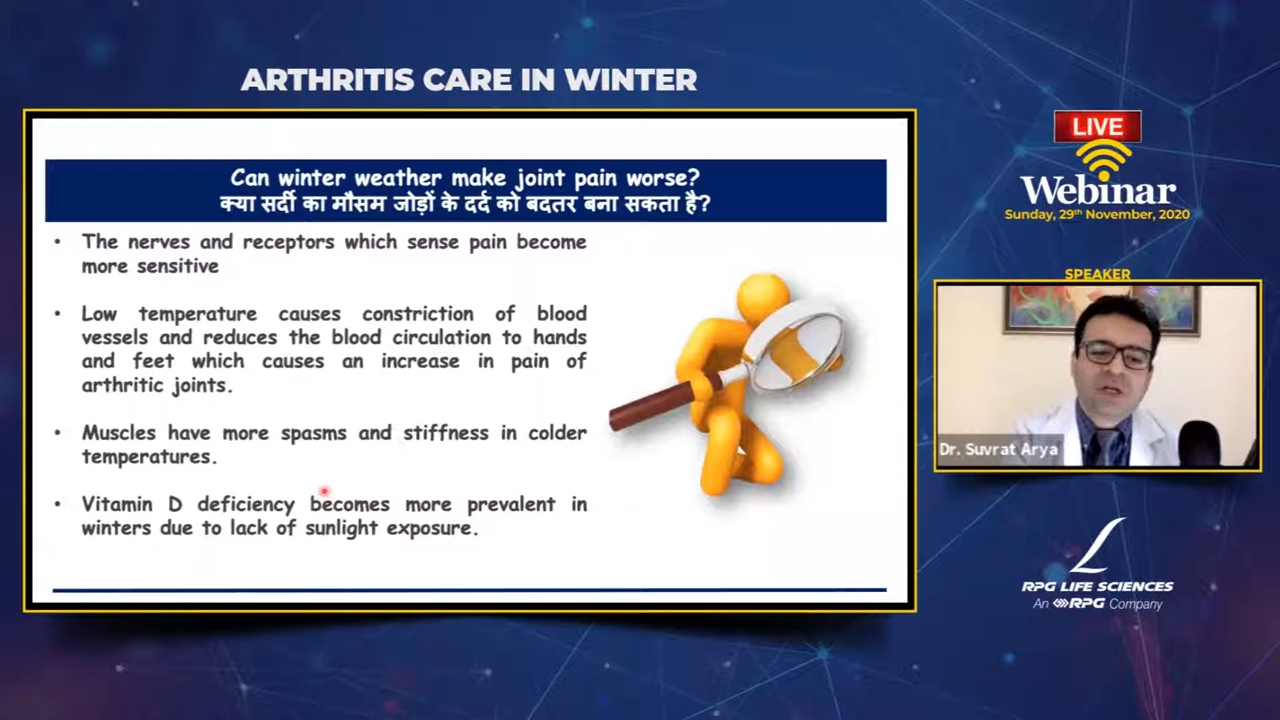 ARTHRITIS CARE IN WINTER
Can winter weather make joint pain worse?
क्या सर्दी का मौसम जोड़ों के दर्द को बदतर बना सकता है?
• The nerves and receptors which sense pain become
more sensitive
• Low temperature causes constriction of blood
vessels and reduces the blood circulation to hands
and feet which causes an increase in pain of
arthritic joints.
• Muscles have more spasms and stiffness in colder
temperatures.
• Vitamin D deficiency becomes more prevalent in
winters due to lack of sunlight exposure.
LIVE
Webinar
Sunday, 29th November, 2020
SPEAKER
Dr. Suvrat Arya
RPG LIFE SCIENCES
An RPG Company